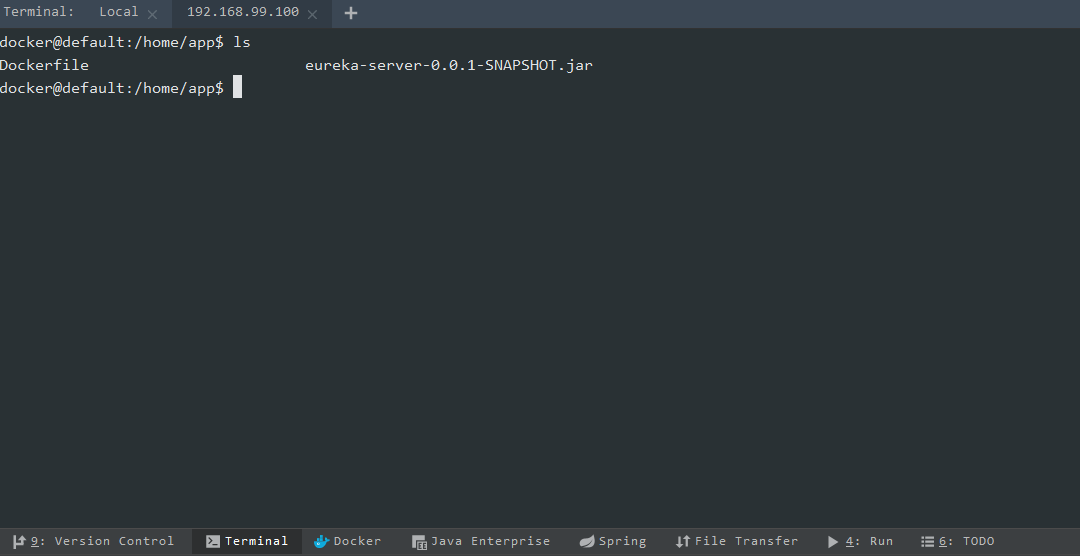 Terminal: Local 192.168.99.100
docker@default:/home/app$ ls
Dockerfile eureka-server-0.0.1-SNAPSHOT.jar
docker@default:/home/app$
9: Version Control Terminal Docker Java Enterprise Spring File Transfer 4: Run 6: TODO